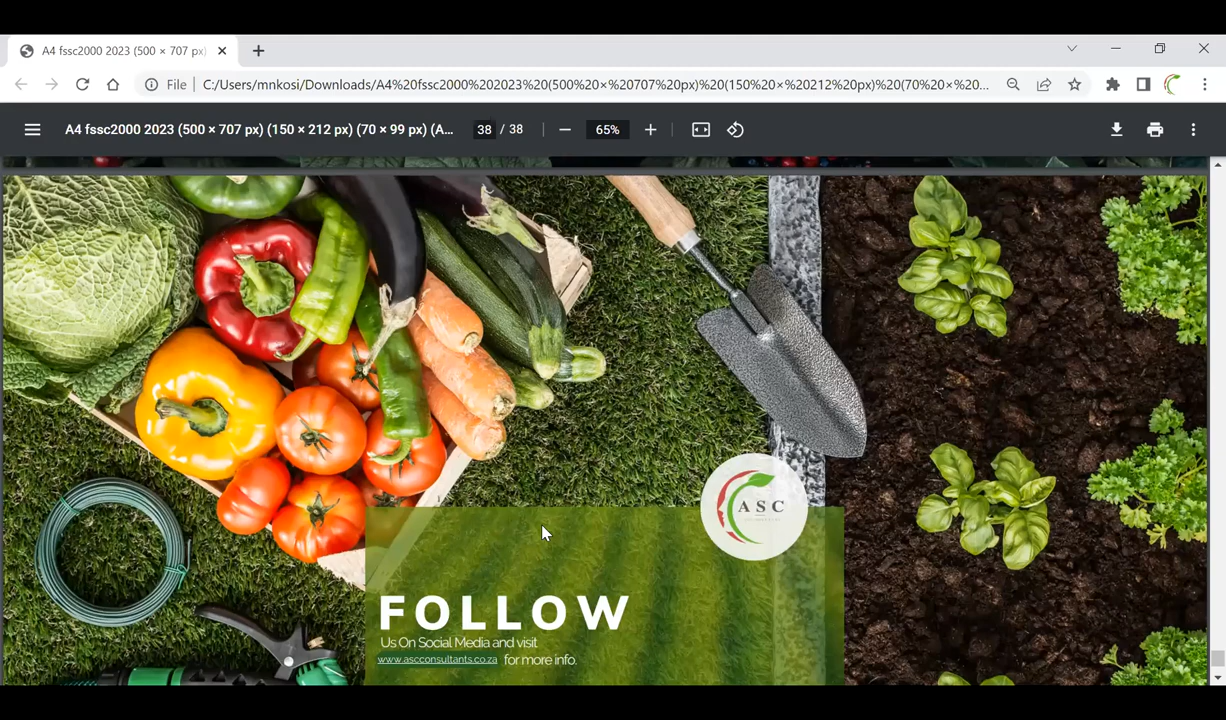 A4 fssc2000 2023 (500 × 707 px)
File
C:/Users/mnkosi/Downloads/A4%20fssc2000%202023%20(500%20×%20707%20px)%20(150%20×%20212%20px)%20(70%20×%20...
A4 fssc2000 2023 (500 × 707 px) (150 × 212 px) (70 × 99 px) (A...
38 / 38
65%
ASC
FOLLOW
Us On Social Media and visit
www.ascconsultants.co.za for more info.